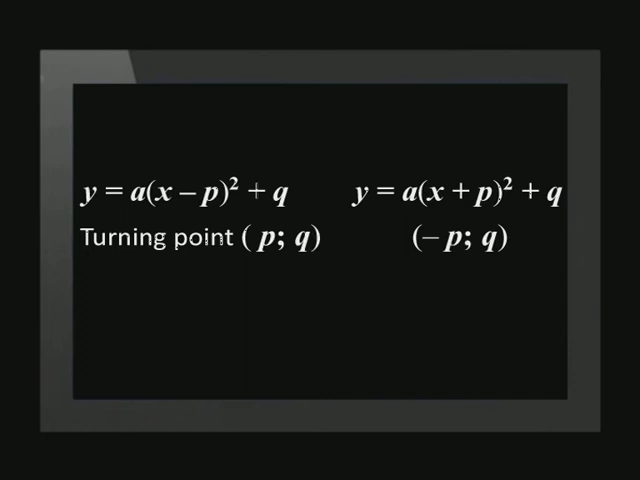 y = a(x – p)² + q y = a(x + p)² + q
Turning point ( p; q) (– p; q)